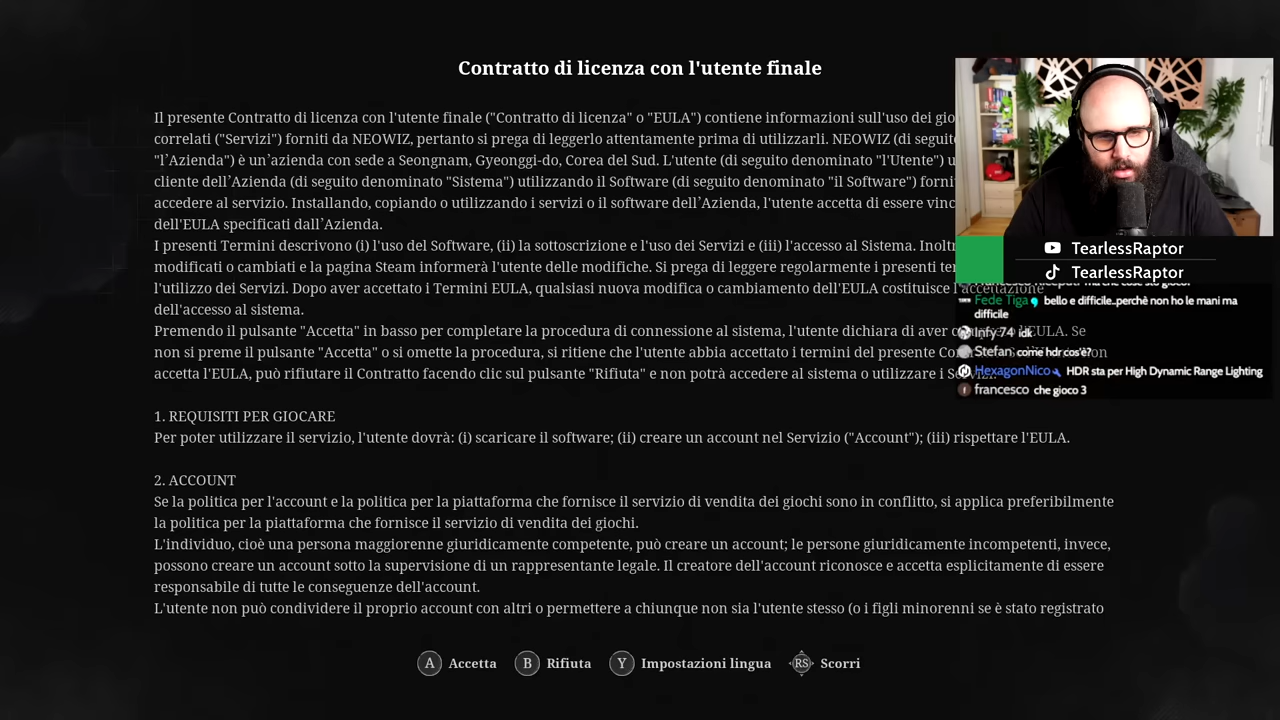 Contratto di licenza con l'utente finale
Il presente Contratto di licenza con l'utente finale ("Contratto di licenza" o "EULA") contiene informazioni sull'uso dei
correlati ("Servizi") forniti da NEOWIZ, pertanto si prega di leggerlo attentamente prima di utilizzarli. NEOWIZ (di seguito
"l’Azienda") è un’azienda con sede a Seongnam, Gyeonggi-do, Corea del Sud. L'utente (di seguito denominato "l'Utente")
cliente dell’Azienda (di seguito denominato "Sistema") utilizzando il Software (di seguito denominato "il Software")
accedere al servizio. Installando, copiando o utilizzando i servizi o il software dell’Azienda, l'utente accetta di essere
dell'EULA specificati dall’Azienda.
I presenti Termini descrivono (i) l'uso del Software, (ii) la sottoscrizione e l'uso dei Servizi e (iii) l'accesso al Sistema.
modificati o cambiati e la pagina Steam informerà l'utente delle modifiche. Si prega di leggere regolarmente i presenti
l'utilizzo dei Servizi. Dopo aver accettato i Termini EULA, qualsiasi nuova modifica o cambiamento dell'EULA costituisce l'accettazione
dell'accesso al sistema.
Premendo il pulsante "Accetta" in basso per completare la procedura di connessione al sistema, l'utente dichiara di aver l'EULA. Se
non si preme il pulsante "Accetta" o si omette la procedura, si ritiene che l'utente abbia accettato i termini del presente
accetta l'EULA, può rifiutare il Contratto facendo clic sul pulsante "Rifiuta" e non potrà accedere al sistema o utilizzare i
1. REQUISITI PER GIOCARE
Per poter utilizzare il servizio, l'utente dovrà: (i) scaricare il software; (ii) creare un account nel Servizio ("Account"); (iii) rispettare l'EULA.
2. ACCOUNT
Se la politica per l'account e la politica per la piattaforma che fornisce il servizio di vendita dei giochi sono in conflitto, si applica preferibilmente
la politica per la piattaforma che fornisce il servizio di vendita dei giochi.
L'individuo, cioè una persona maggiorenne giuridicamente competente, può creare un account; le persone giuridicamente incompetenti, invece,
possono creare un account sotto la supervisione di un rappresentante legale. Il creatore dell'account riconosce e accetta esplicitamente di essere
responsabile di tutte le conseguenze dell'account.
L'utente non può condividere il proprio account con altri o permettere a chiunque non sia l'utente stesso (o i figli minorenni se è stato registrato
A Accetta B Rifiuta Y Impostazioni lingua RS Scorri
TearlessRaptor
TearlessRaptor
Fede Tiga bello e difficile..perchè non ho le mani ma
difficile
Infy 74 idk
Stefan come hdr cos'è?
HexagonNico HDR sta per High Dynamic Range Lighting
francesco che gioco 3